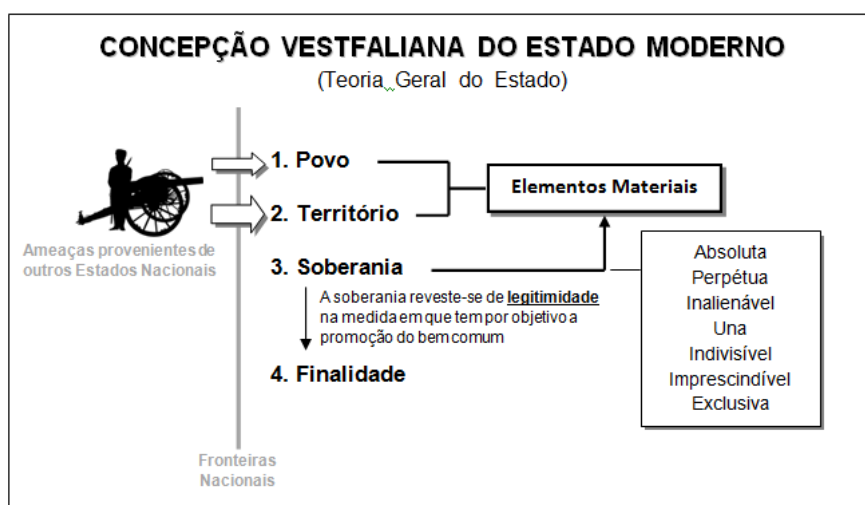 CONCEPÇÃO VESTFALIANA DO ESTADO MODERNO
(Teoria Geral do Estado)
1. Povo
2. Território
Elementos Materiais
Ameaças provenientes de
outros Estados Nacionais
3. Soberania
A soberania reveste-se de legitimidade
na medida em que tem por objetivo a
promoção do bem comum
4. Finalidade
Absoluta
Perpétua
Inalienável
Una
Indivisível
Imprescindível
Exclusiva
Fronteiras
Nacionais